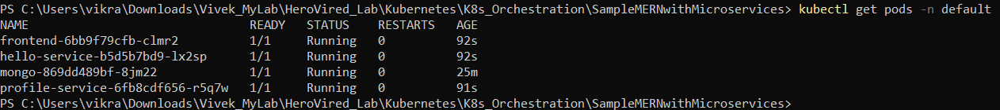 PS C:\Users\vikra\Downloads\Vivek_MyLab\HeroVired_Lab\Kubernetes\K8s_Orchestration\SampleMERNwithMicroservices> kubectl get pods -n default
NAME READY STATUS RESTARTS AGE
frontend-6bb9f79cfb-clmr2 1/1 Running 0 92s
hello-service-b5d5b7bd9-lx2sp 1/1 Running 0 92s
mongo-869dd489bf-8jm22 1/1 Running 0 25m
profile-service-6fb8cdf656-r5q7w 1/1 Running 0 91s
PS C:\Users\vikra\Downloads\Vivek_MyLab\HeroVired_Lab\Kubernetes\K8s_Orchestration\SampleMERNwithMicroservices>